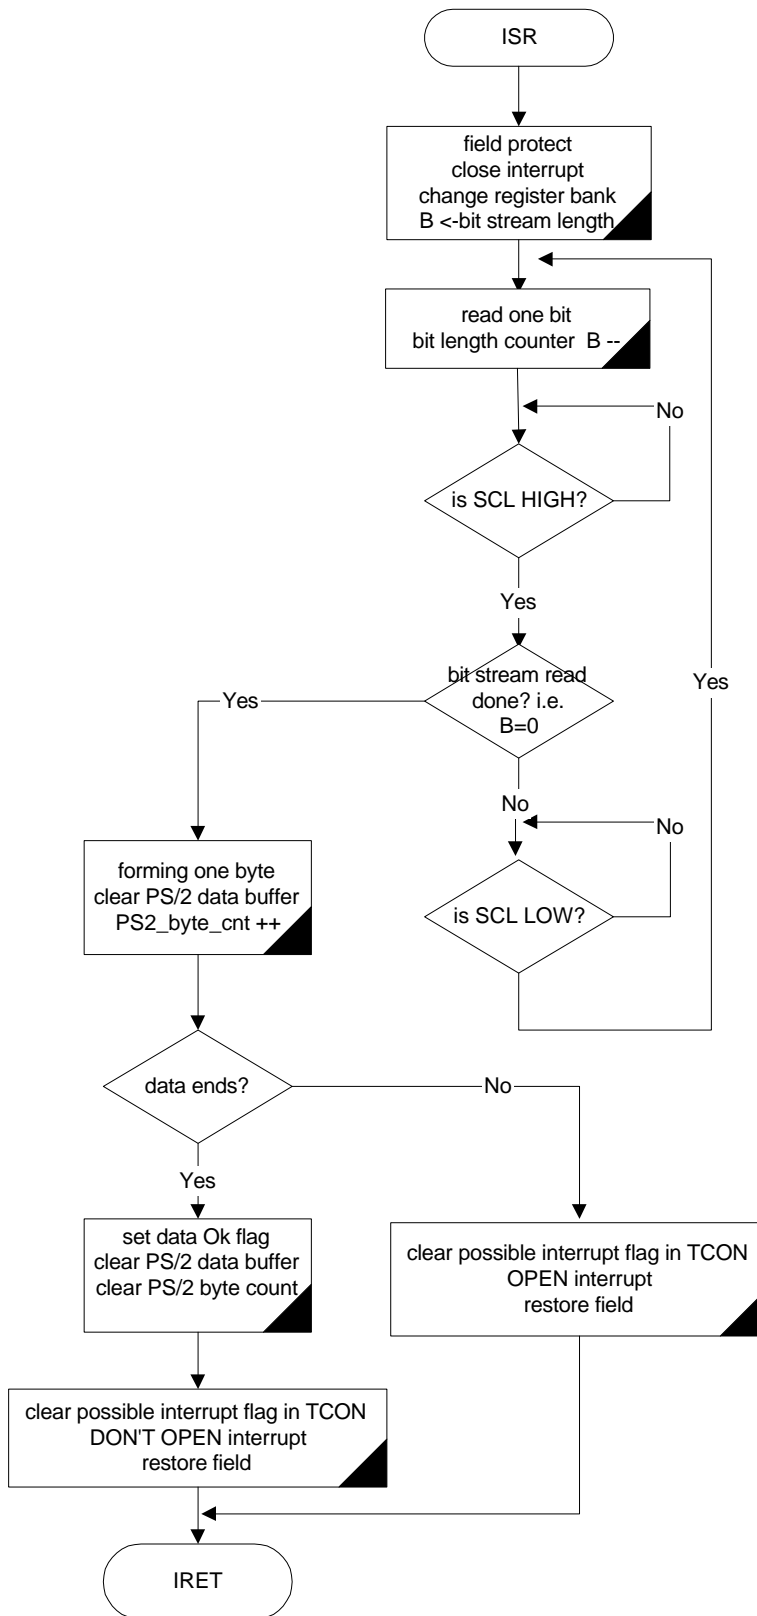 ISR
field protect
close interrupt
change register bank
B <-bit stream length
read one bit
bit length counter  B --
No
is SCL HIGH?
Yes
bit stream read
done? i.e.
B=0
Yes
Yes
No
No
forming one byte
clear PS/2 data buffer
PS2_byte_cnt ++
is SCL LOW?
data ends?
No
Yes
set data Ok flag
clear PS/2 data buffer
clear PS/2 byte count
clear possible interrupt flag in TCON
OPEN interrupt
restore field
clear possible interrupt flag in TCON
DON'T OPEN interrupt
restore field
IRET